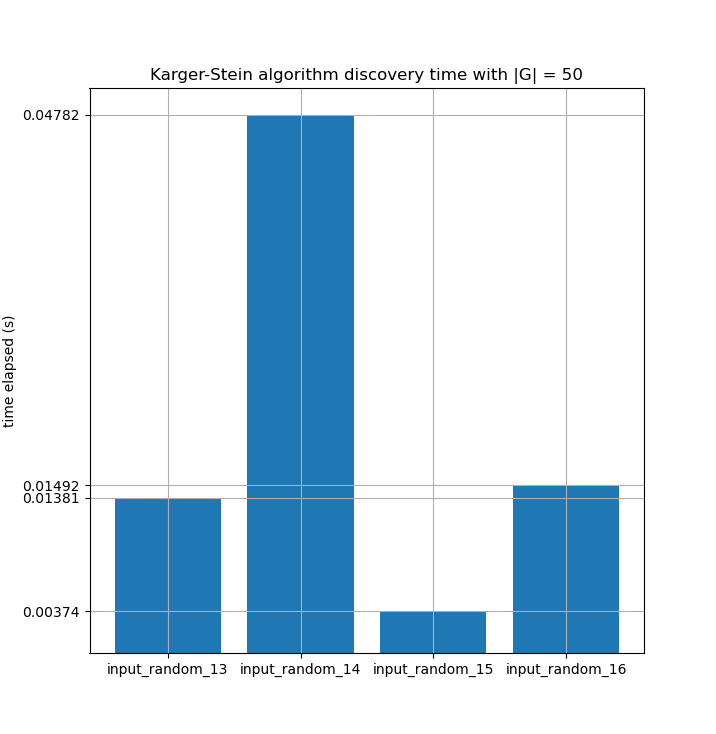 Karger-Stein algorithm discovery time with |G| = 50
time elapsed (s)
0.04782
0.01492
0.01381
0.00374
input_random_13 input_random_14 input_random_15 input_random_16